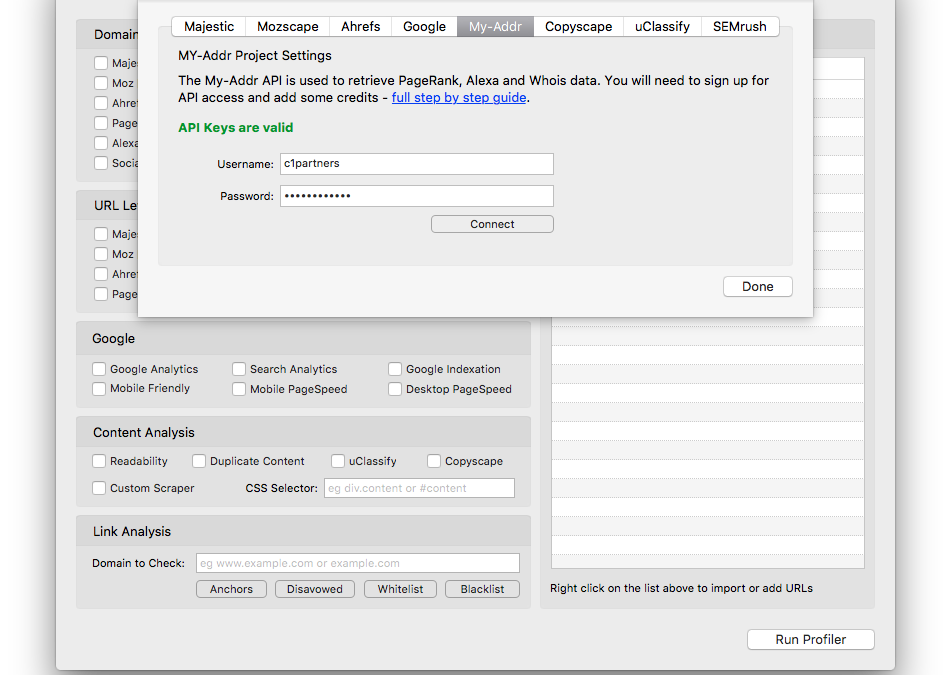 Majestic Mozscape Ahrefs Google My-Addr Copyscape uClassify SEMrush
MY-Addr Project Settings
The My-Addr API is used to retrieve PageRank, Alexa and Whois data. You will need to sign up for
API access and add some credits - full step by step guide.
API Keys are valid
Username: c1partners
Password: ••••••••••••
Connect
Done
Domain
Maje
Moz
Ahre
Page
Alexa
Socia
URL Le
Maje
Moz
Ahre
Page
Google
Google Analytics Search Analytics Google Indexation
Mobile Friendly Mobile PageSpeed Desktop PageSpeed
Content Analysis
Readability Duplicate Content uClassify Copyscape
Custom Scraper CSS Selector: eg div.content or #content
Link Analysis
Domain to Check: eg www.example.com or example.com
Anchors Disavowed Whitelist Blacklist
Right click on the list above to import or add URLs
Run Profiler